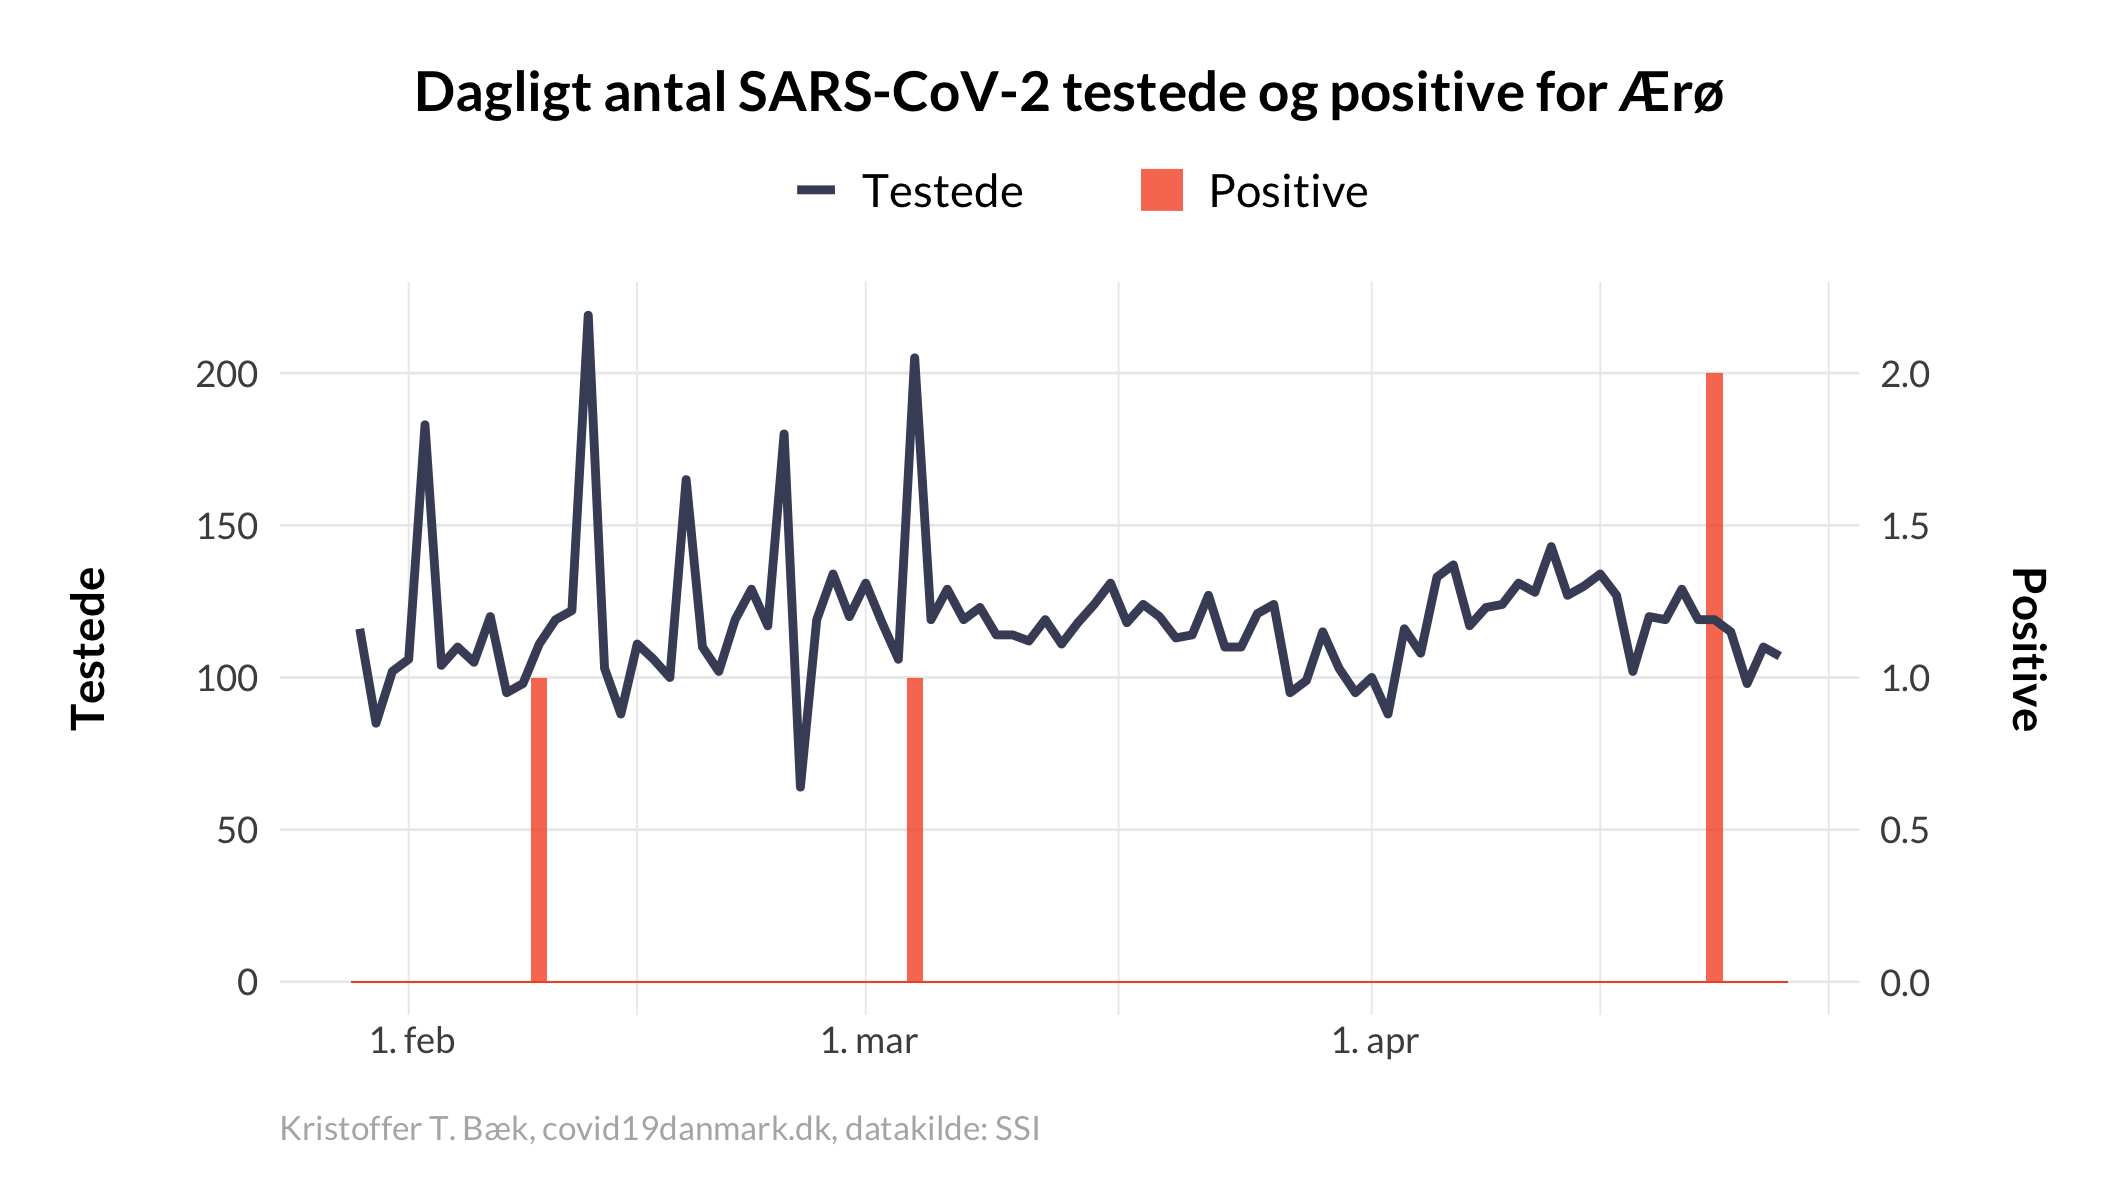 Dagligt antal SARS-CoV-2 testede og positive for Ærø
Testede
Positive
Testede
200
150
100
50
0
2.0
1.5
1.0
0.5
0.0
Positive
1. feb
1. mar
1. apr
Kristoffer T. Bæk, covid19danmark.dk, datakilde: SSI